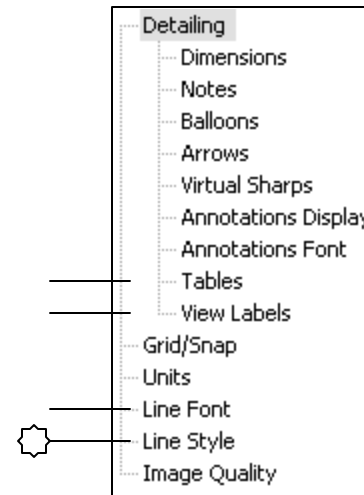 Detailing
Dimensions
Notes
Balloons
Arrows
Virtual Sharps
Annotations Display
Annotations Font
Tables
View Labels
Grid/Snap
Units
Line Font
Line Style
Image Quality